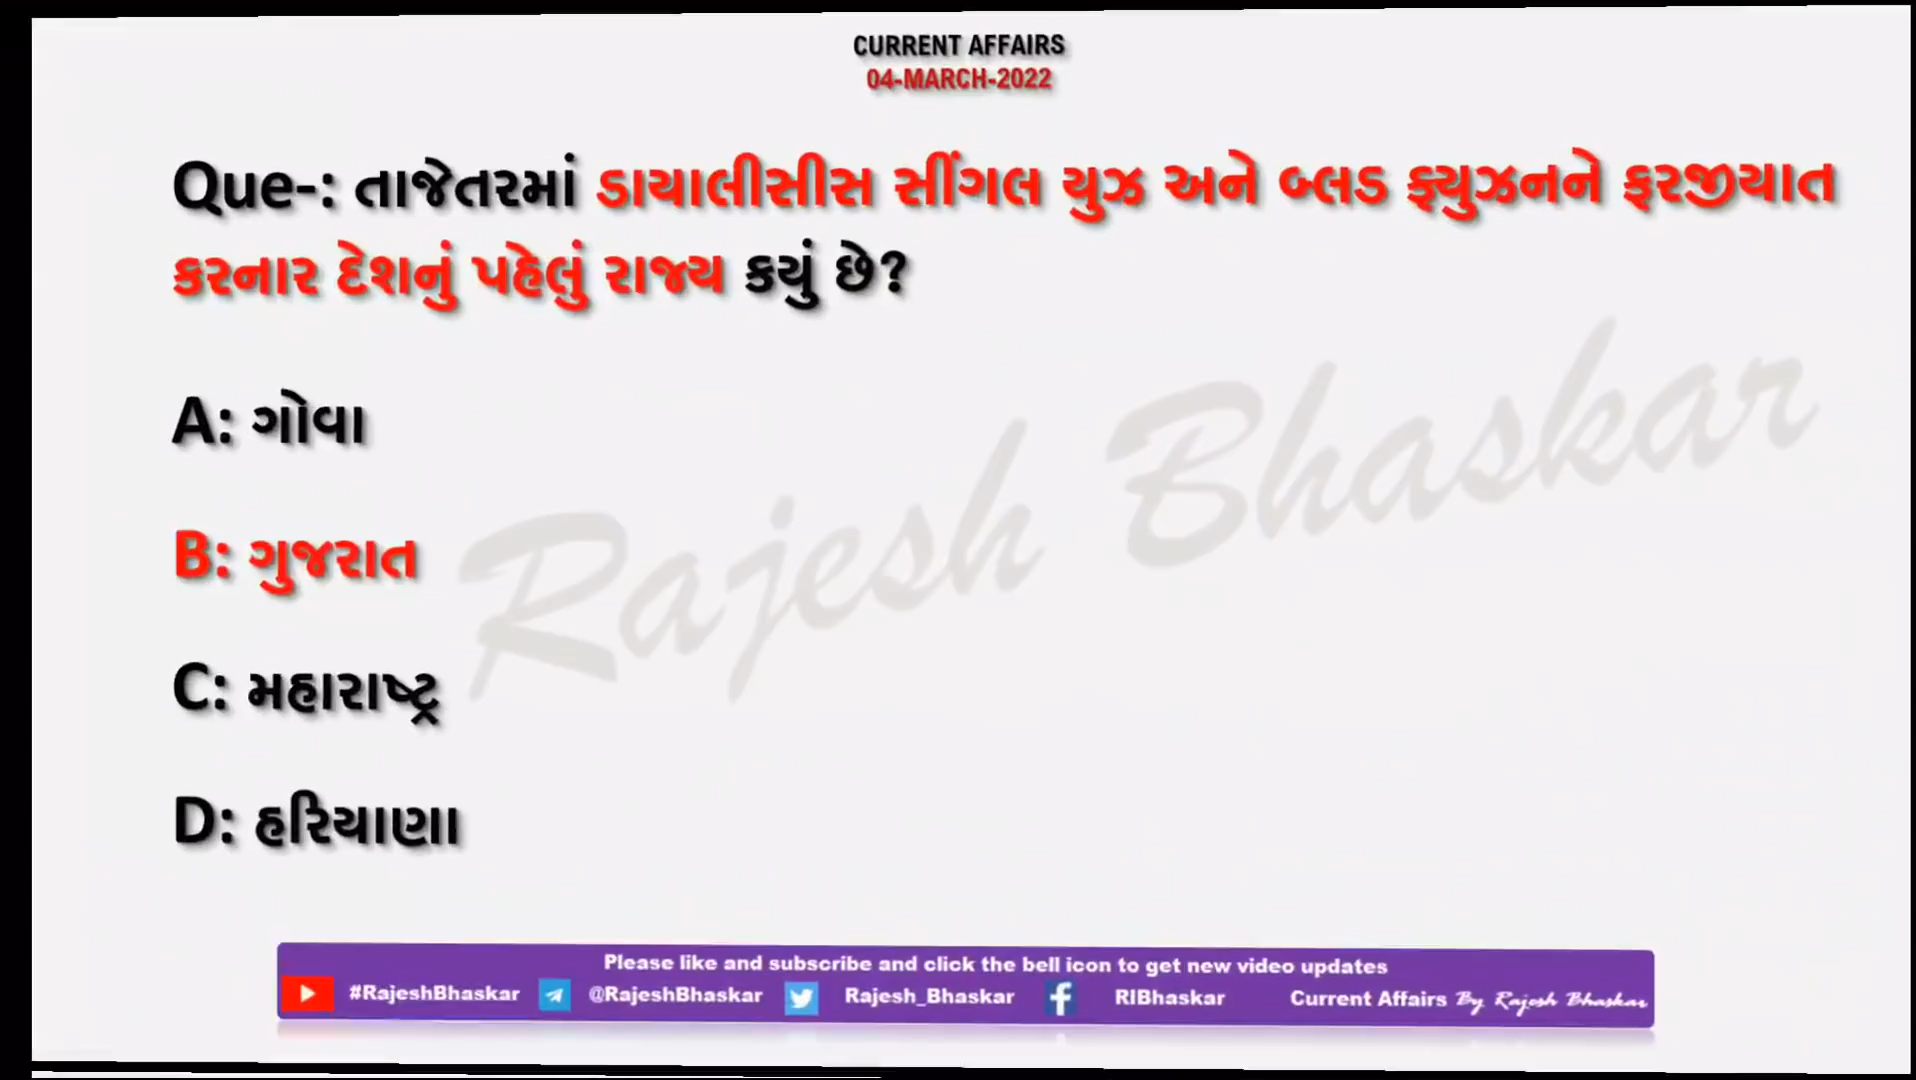 CURRENT AFFAIRS
04-MARCH-2022
Que-: તાજેતરમાં ડાયાલીસીસ સીંગલ યુઝ અને બ્લડ ફ્યુઝનને ફરજીયાત
કરનાર દેશનું પહેલું રાજ્ય કયું છે?
A: ગોવા
B: ગુજરાત
C: મહારાષ્ટ્ર
D: હરિયાણા
Rajesh Bhaskar
Please like and subscribe and click the bell icon to get new video updates
#RajeshBhaskar @RajeshBhaskar Rajesh_Bhaskar RIBhaskar Current Affairs By Rajesh Bhaskar